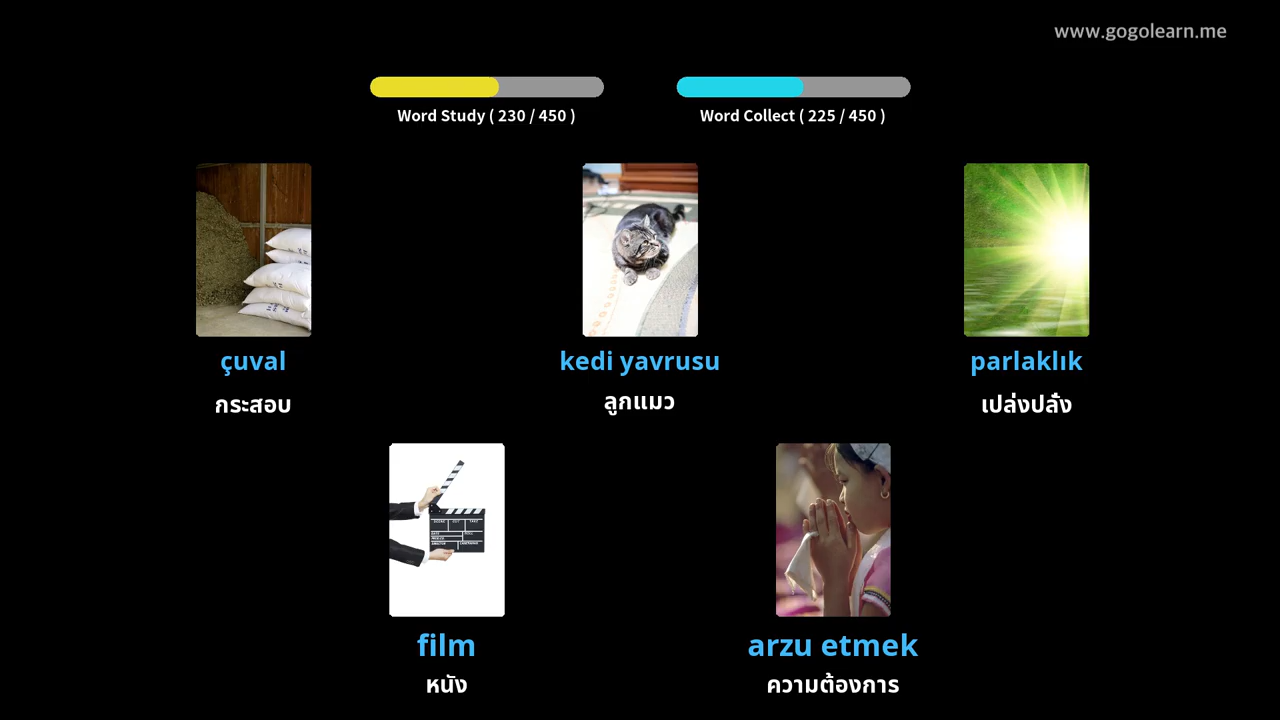 www.gogolearn.me
Word Study ( 230 / 450 )
Word Collect ( 225 / 450 )
çuval
kedi yavrusu
parlaklık
กระสอบ
ลูกแมว
เปล่งปลั่ง
film
arzu etmek
หนัง
ความต้องการ